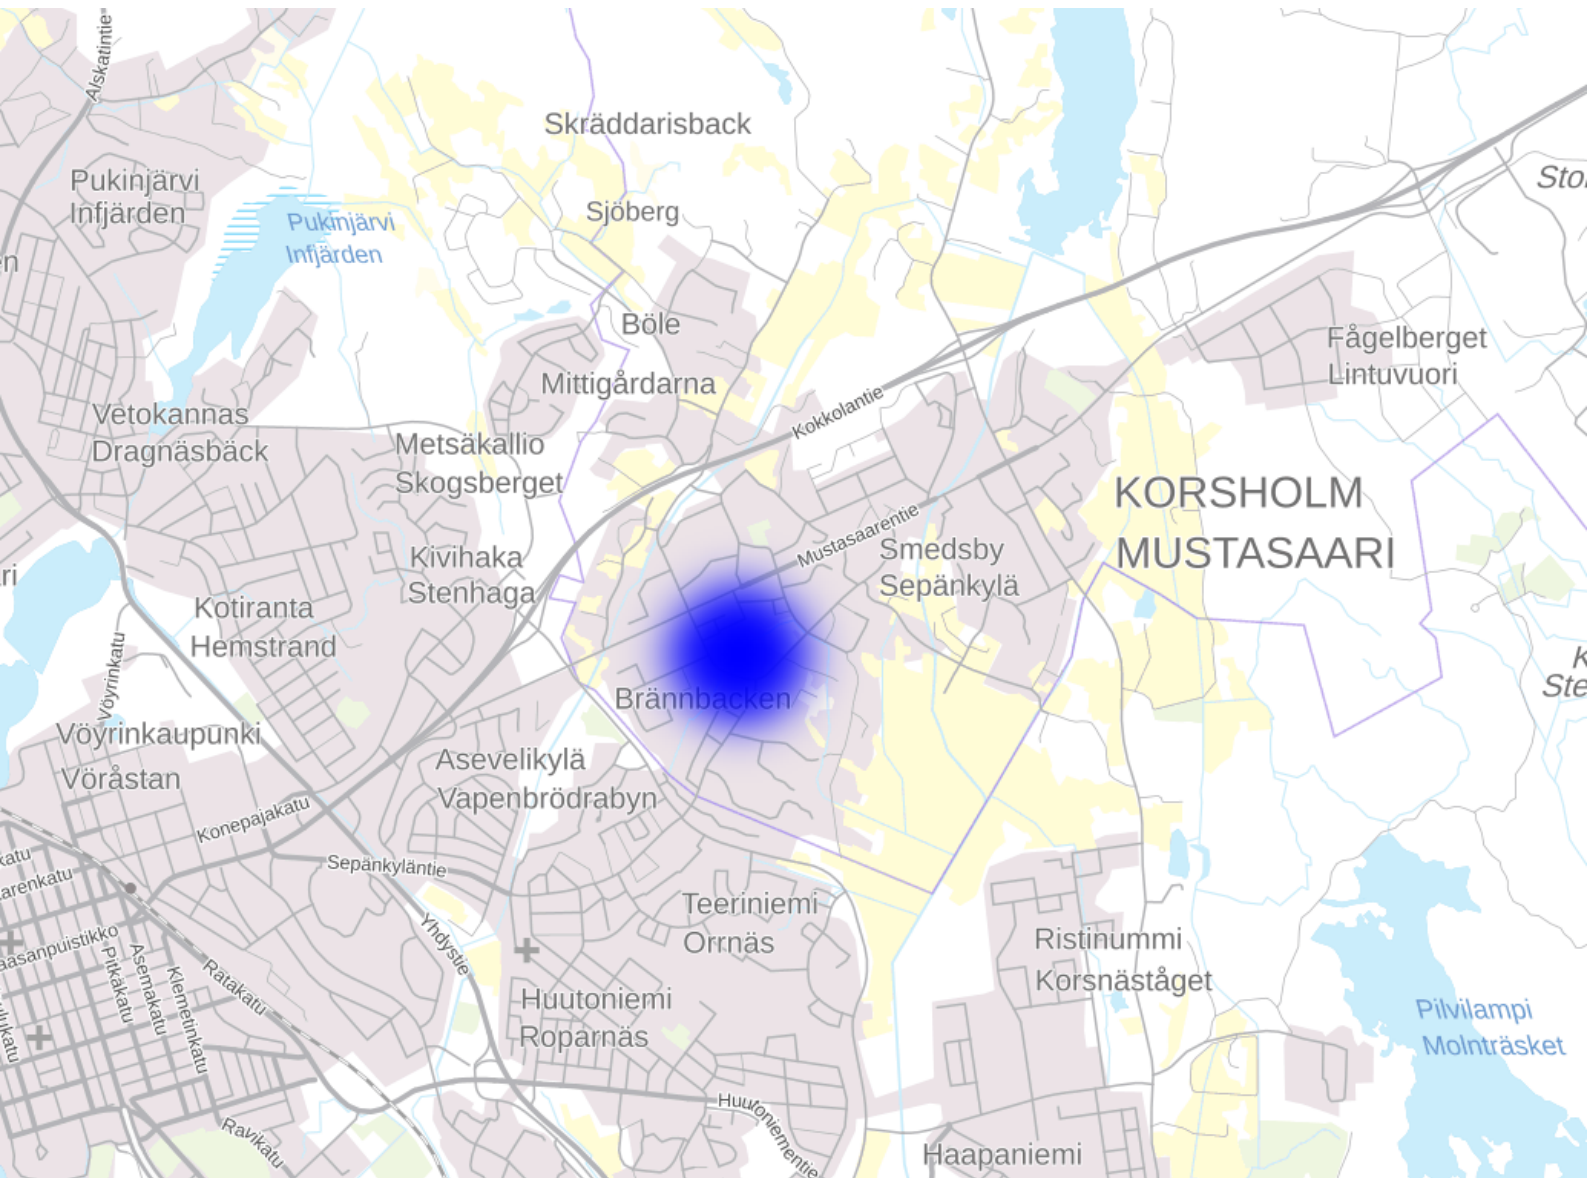 Alskatintie
Skräddarisback
Pukinjärvi
Infjärden
Sjöberg
Pukinjärvi
Infjärden
Böle
Mittigårdarna
Fågelberget
Lintuvuori
Kokkolantie
Vetokannas
Dragnäsbäck
Metsäkallio
Skogsberget
KORSHOLM
MUSTASAARI
Mustasaarentie
Smedsby
Sepänkylä
Kivihaka
Stenhaga
Kotiranta
Hemstrand
Vöyrinkatu
Brännbacken
Vöyrinkaupunki
Vöråstan
Asevelikylä
Vapenbrödrabyn
Konepajakatu
Sepänkyläntie
Teeriniemi
Orrnäs
Yhdystie
Ristinummi
Korsnäståget
Pitkäkatu
Asemakatu
Klemetinkatu
Ratakatu
Huutoniemi
Roparnäs
Pilvilampi
Molnträsket
Huutoniementie
Ravikatu
Haapaniemi